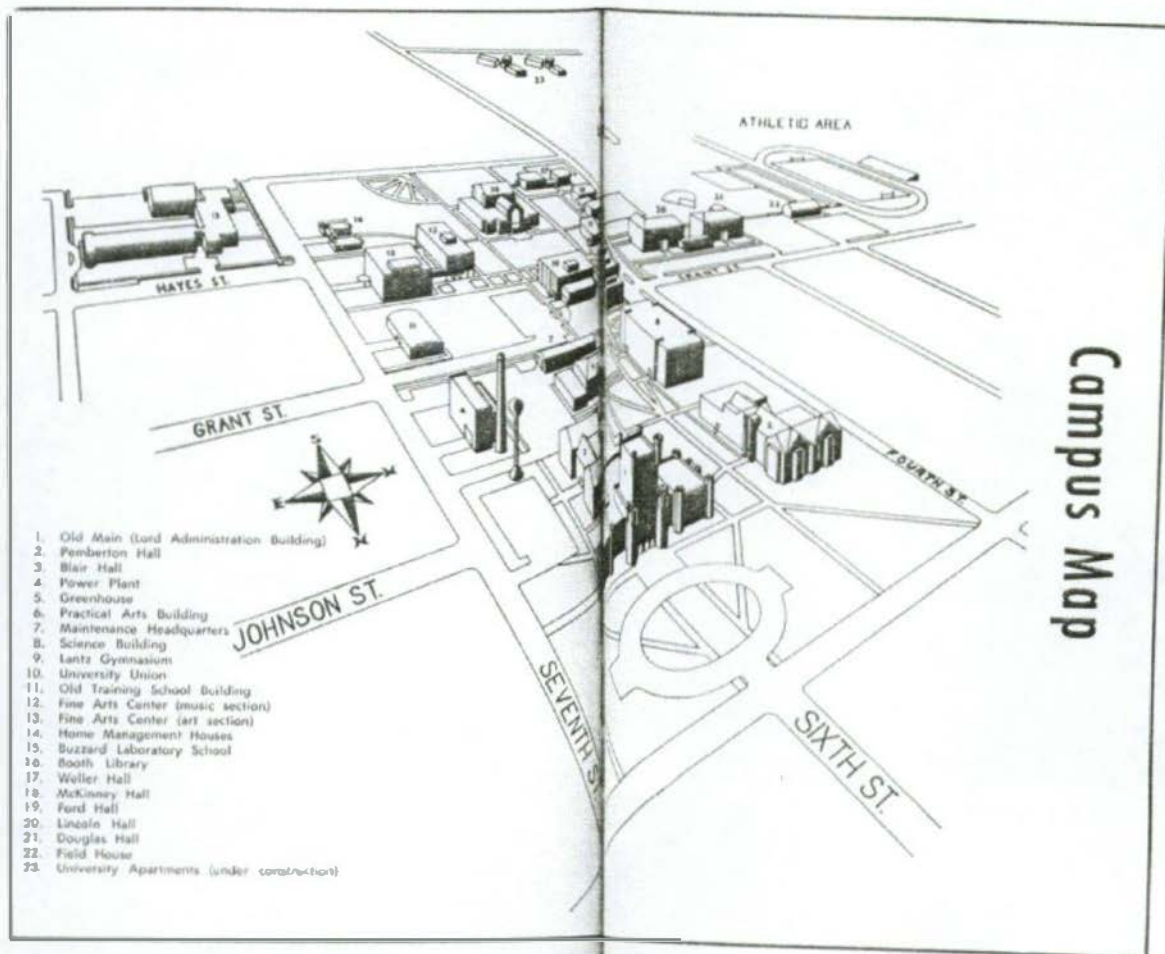 Campus Map
ATHLETIC AREA
HAYES ST.
GRANT ST.
GRANT ST.
FOURTH ST.
JOHNSON ST.
SEVENTH S
SIXTH ST.
S
E
1. Old Main (Lord Administration Building)
2. Pemberton Hall
3. Blair Hall
4. Power Plant
5. Greenhouse
6. Practical Arts Building
7. Maintenance Headquarters
8. Science Building
9. Lantz Gymnasium
10. University Union
11. Old Training School Building
12. Fine Arts Center (music section)
13. Fine Arts Center (art section)
14. Home Management Houses
15. Buzzard Laboratory School
16. Booth Library
17. Weller Hall
18. McKinney Hall
19. Ford Hall
20. Lincoln Hall
21. Douglas Hall
22. Field House
23. University Apartments (under construction)